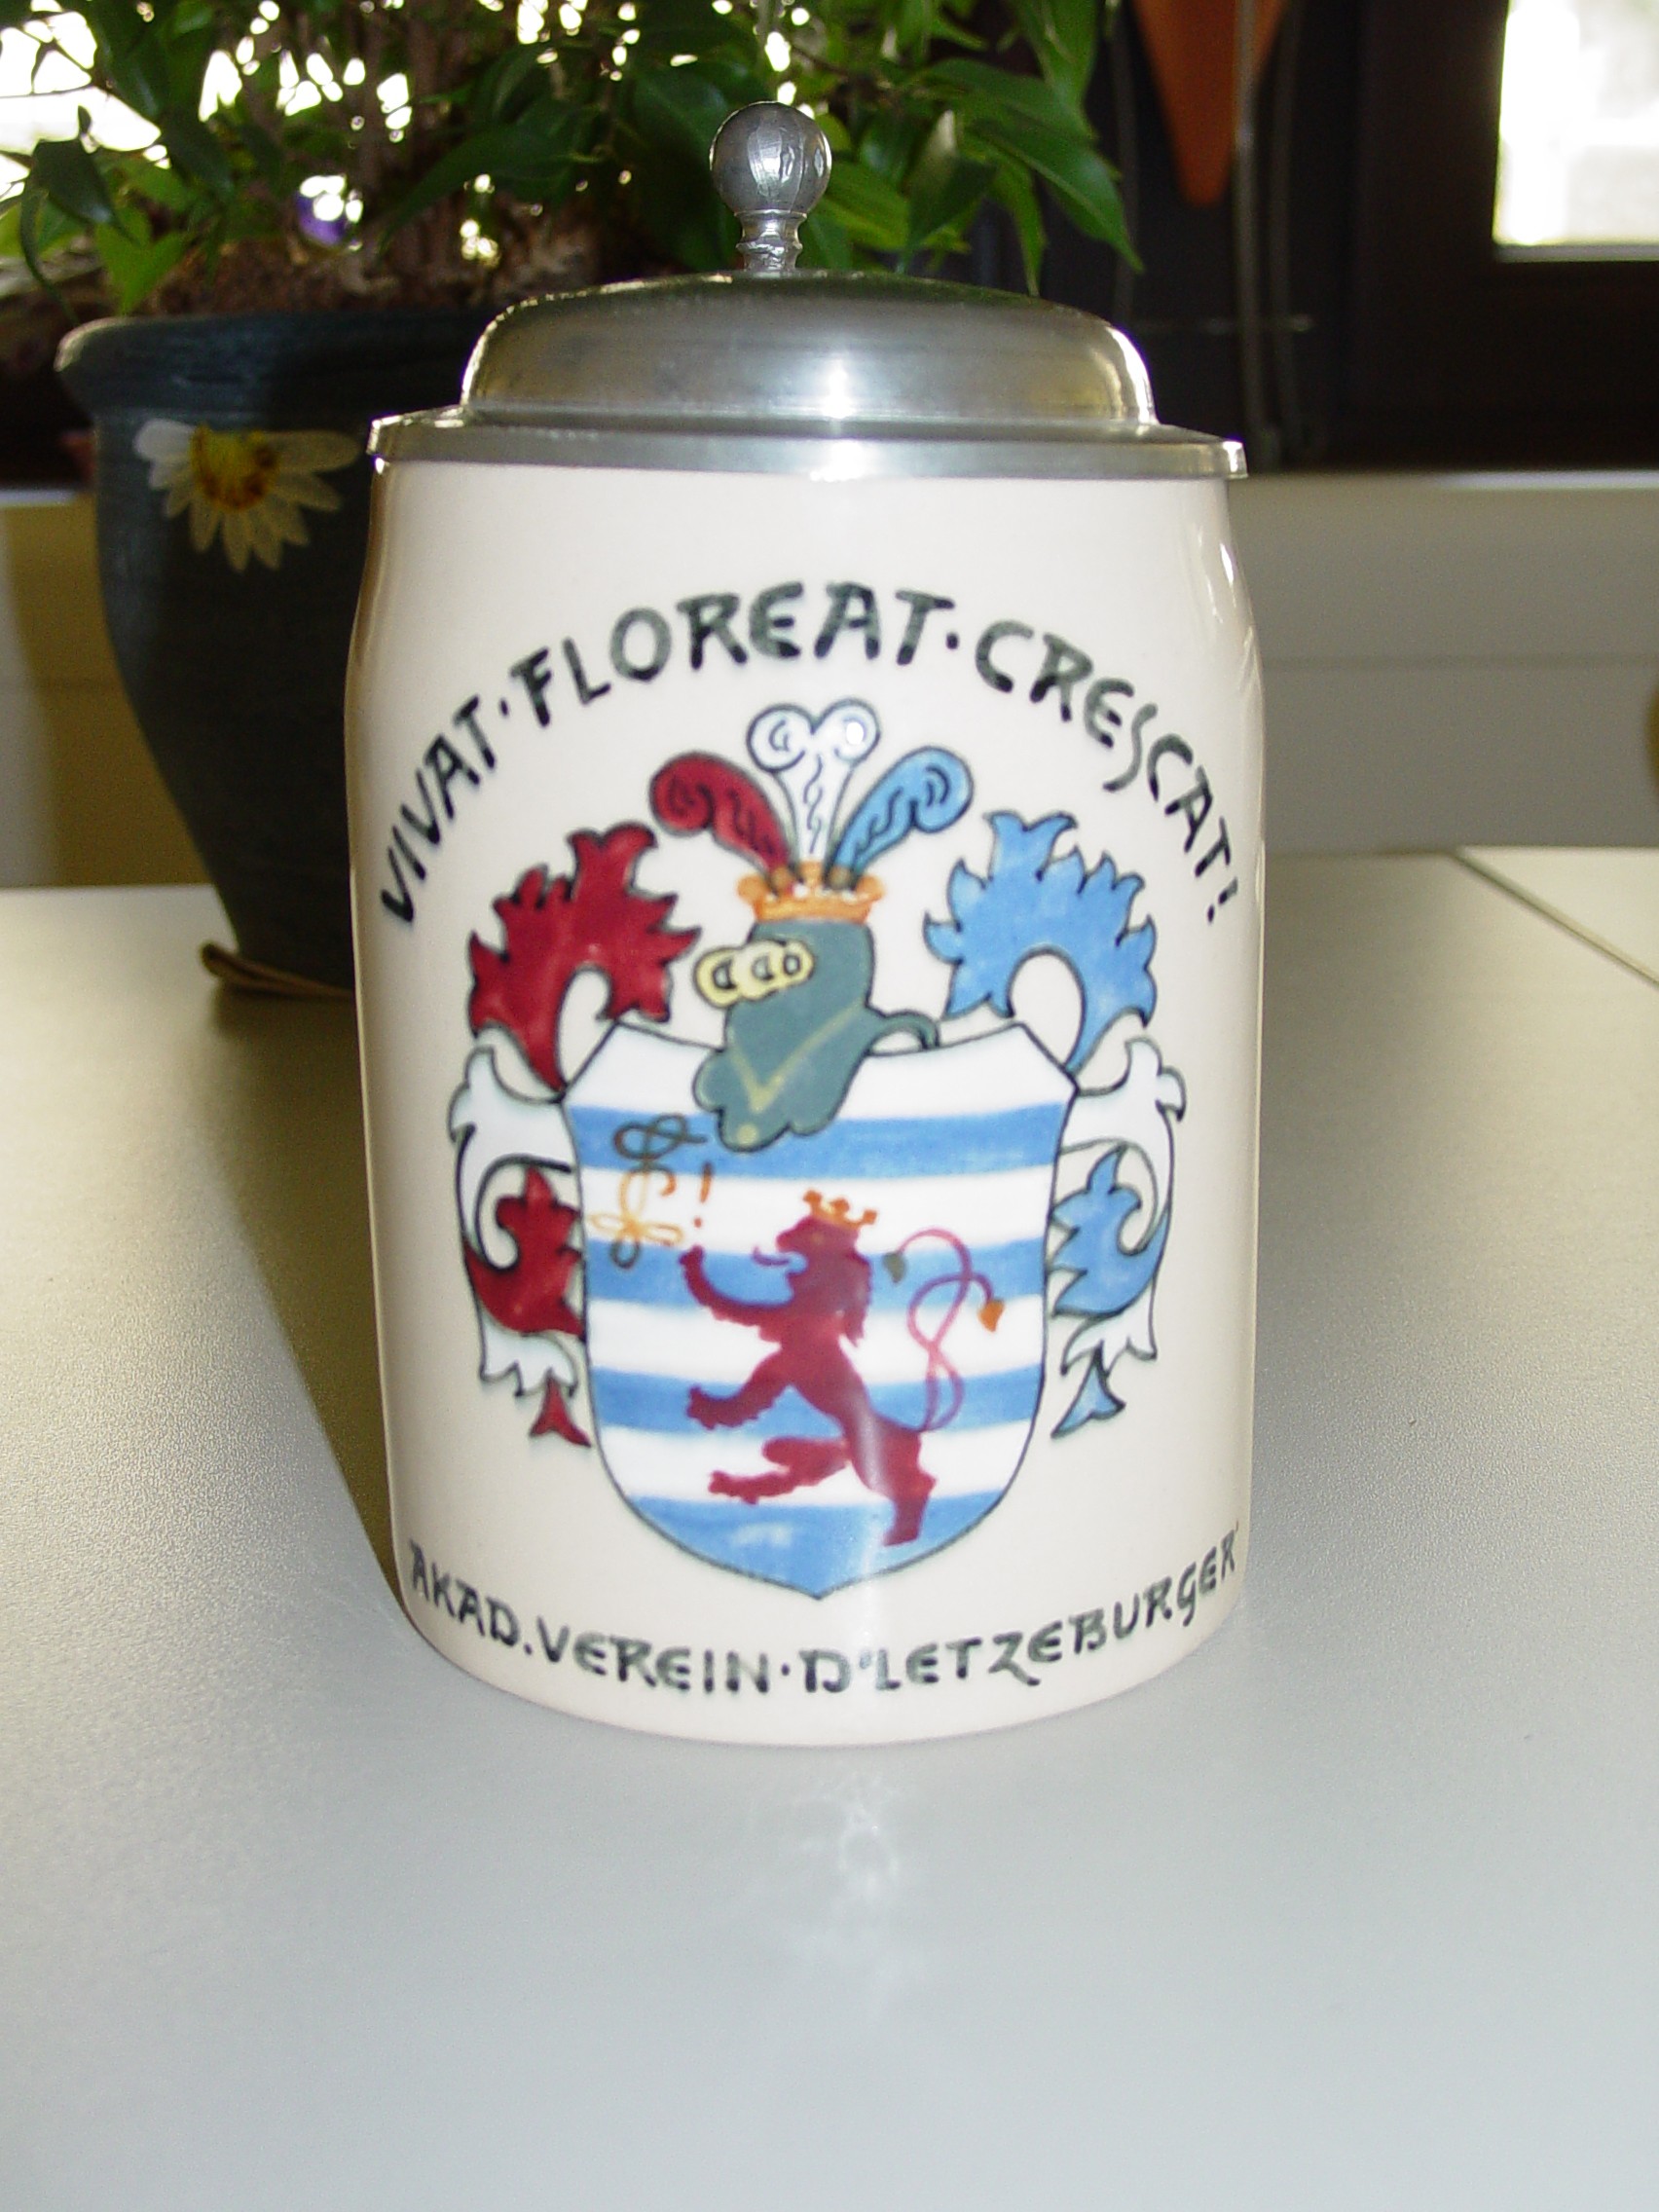 VIVAT·FLOREAT·CRESCAT!
!
AKAD.VEREIN·D'LETZEBURGER